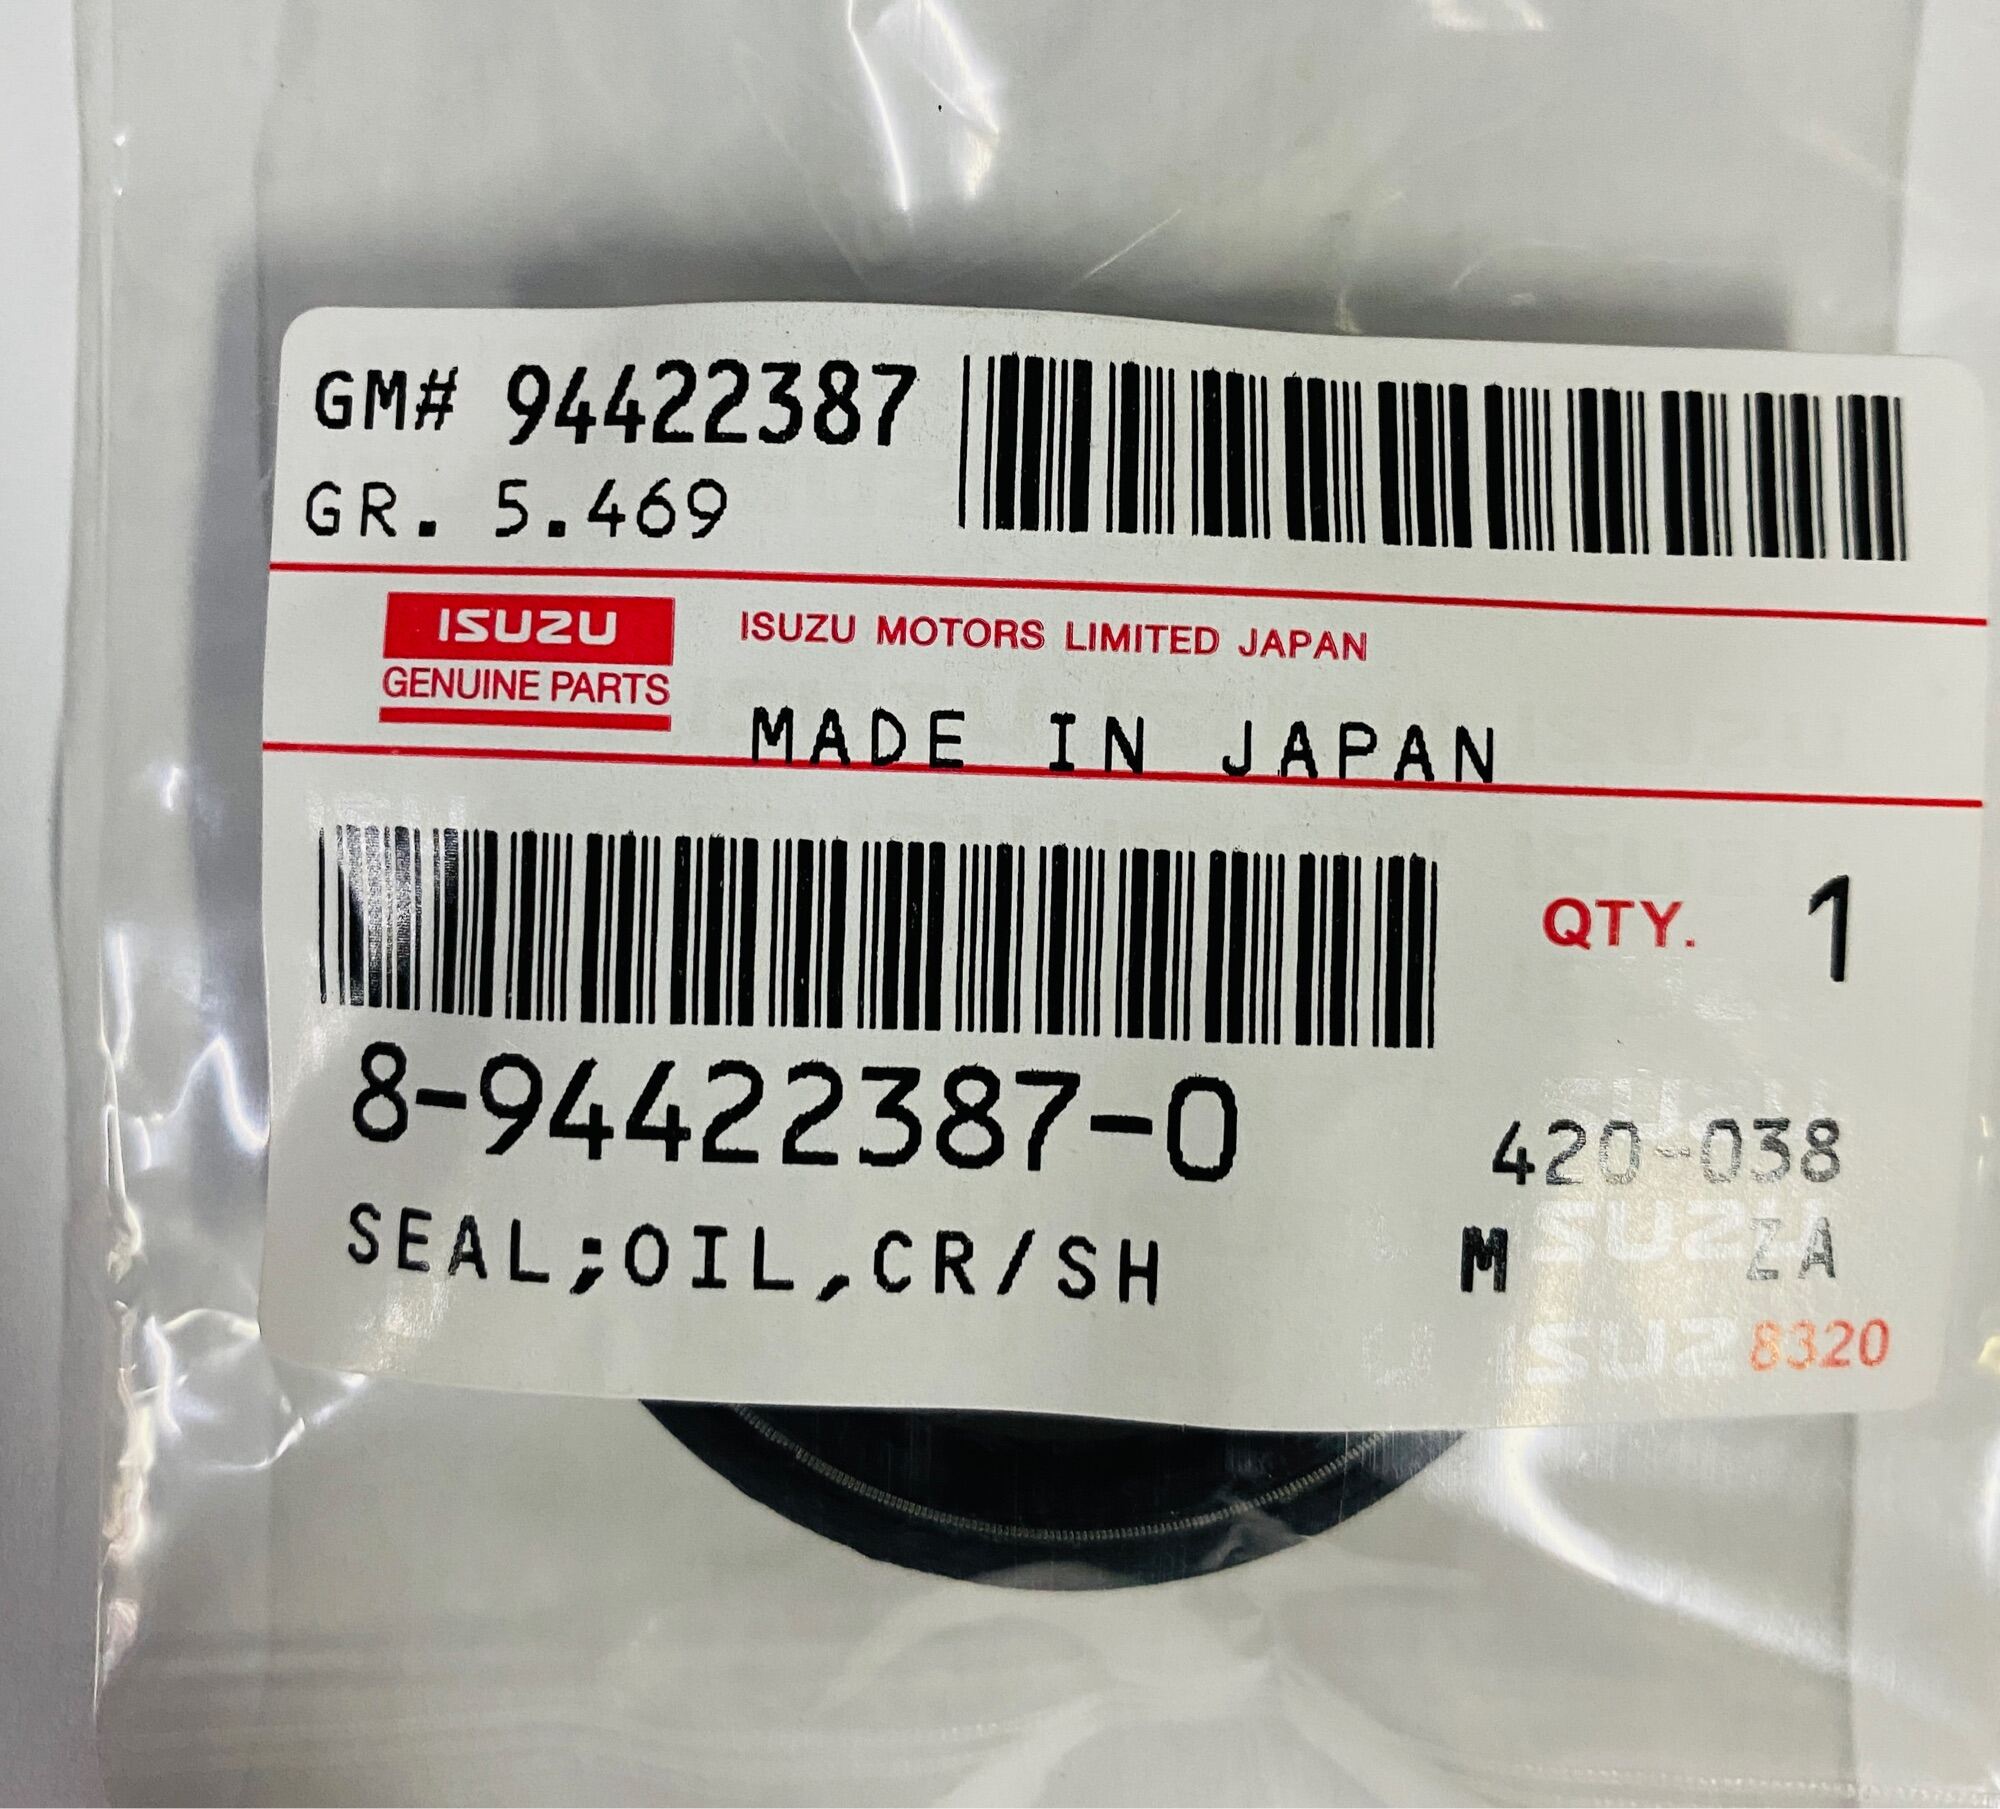 GM# 94422387
GR. 5.469
ISUZU
GENUINE PARTS
ISUZU MOTORS LIMITED JAPAN
MADE IN JAPAN
QTY. 1
8-94422387-0
420-038
SEAL;OIL,CR/SH
M ZA
ISUZU
8320